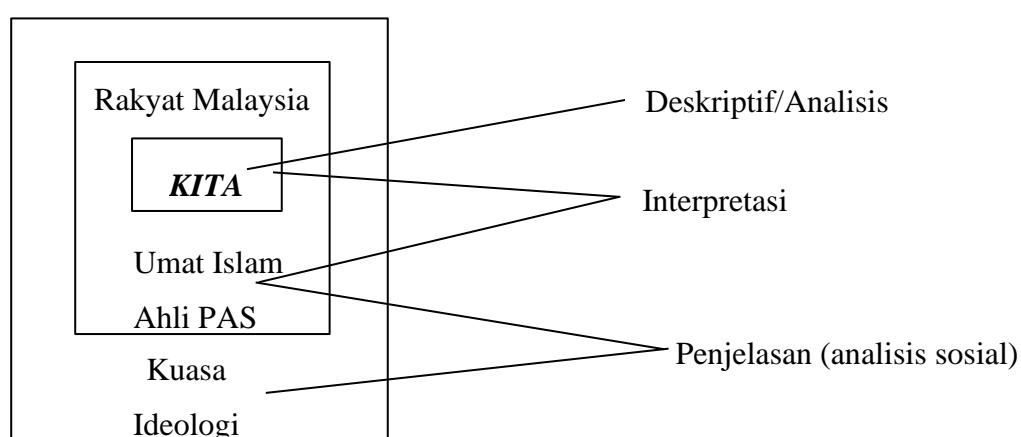 Rakyat Malaysia
Deskriptif/Analisis
KITA
Interpretasi
Umat Islam
Ahli PAS
Penjelasan (analisis sosial)
Kuasa
Ideologi